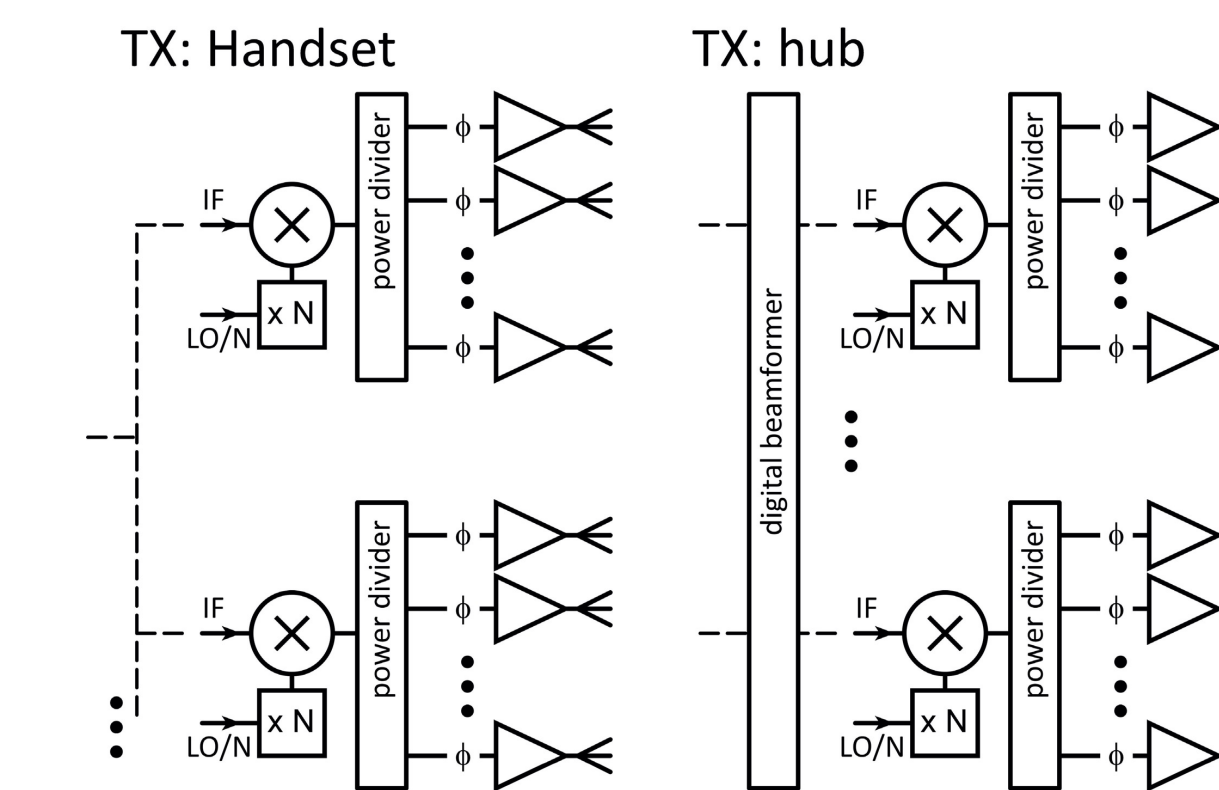 TX: Handset
TX: hub
IF
x N
LO/N
power divider
ϕ
ϕ
ϕ
IF
x N
LO/N
power divider
ϕ
ϕ
ϕ
digital beamformer
IF
x N
LO/N
power divider
ϕ
ϕ
ϕ
IF
x N
LO/N
power divider
ϕ
ϕ
ϕ